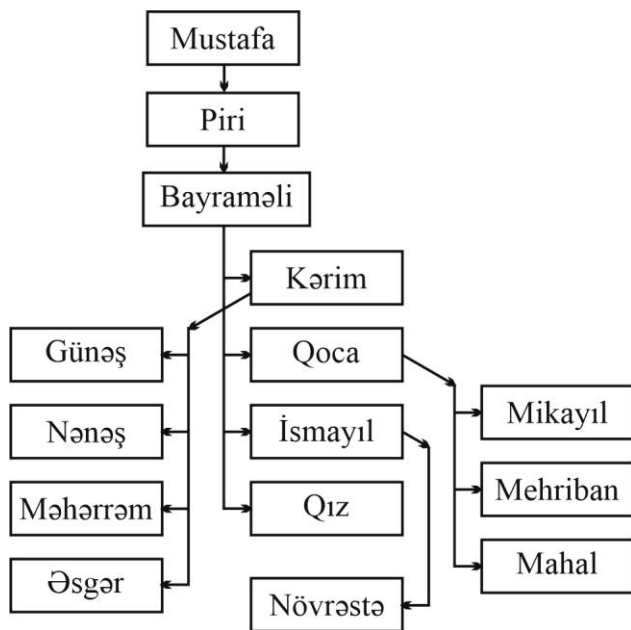 Mustafa
Piri
Bayraməli
Kərim
Günəş
Qoca
Mikayıl
Nənəş
İsmayıl
Mehriban
Məhərrəm
Qız
Mahal
Əsgər
Növrəstə